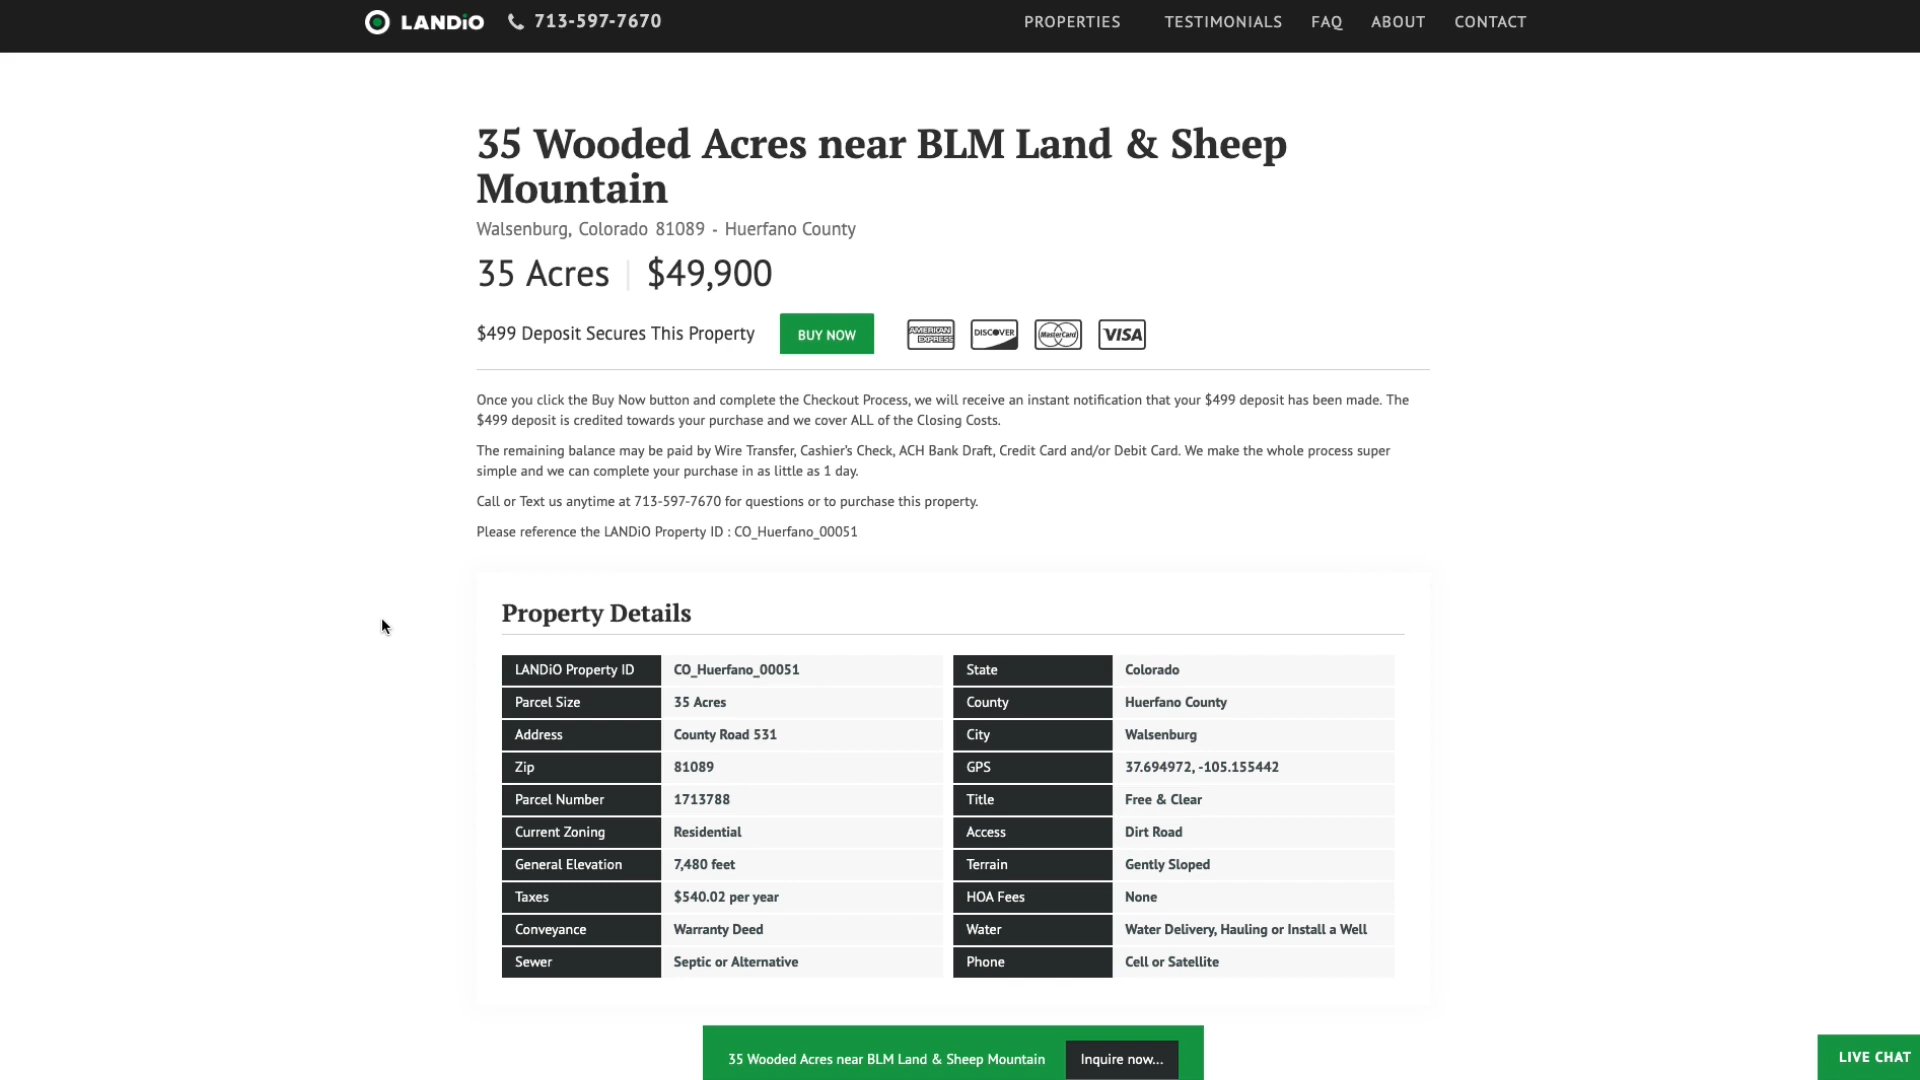 LANDiO 713-597-7670 PROPERTIES TESTIMONIALS FAQ ABOUT CONTACT
35 Wooded Acres near BLM Land & Sheep
Mountain
Walsenburg, Colorado 81089 - Huerfano County
35 Acres | $49,900
$499 Deposit Secures This Property BUY NOW AMERICAN EXPRESS DISCOVER MasterCard VISA
Once you click the Buy Now button and complete the Checkout Process, we will receive an instant notification that your $499 deposit has been made. The
$499 deposit is credited towards your purchase and we cover ALL of the Closing Costs.
The remaining balance may be paid by Wire Transfer, Cashier's Check, ACH Bank Draft, Credit Card and/or Debit Card. We make the whole process super
simple and we can complete your purchase in as little as 1 day.
Call or Text us anytime at 713-597-7670 for questions or to purchase this property.
Please reference the LANDiO Property ID : CO_Huerfano_00051
Property Details
LANDiO Property ID CO_Huerfano_00051 State Colorado
Parcel Size 35 Acres County Huerfano County
Address County Road 531 City Walsenburg
Zip 81089 GPS 37.694972, -105.155442
Parcel Number 1713788 Title Free & Clear
Current Zoning Residential Access Dirt Road
General Elevation 7,480 feet Terrain Gently Sloped
Taxes $540.02 per year HOA Fees None
Conveyance Warranty Deed Water Water Delivery, Hauling or Install a Well
Sewer Septic or Alternative Phone Cell or Satellite
35 Wooded Acres near BLM Land & Sheep Mountain Inquire now...
LIVE CHAT